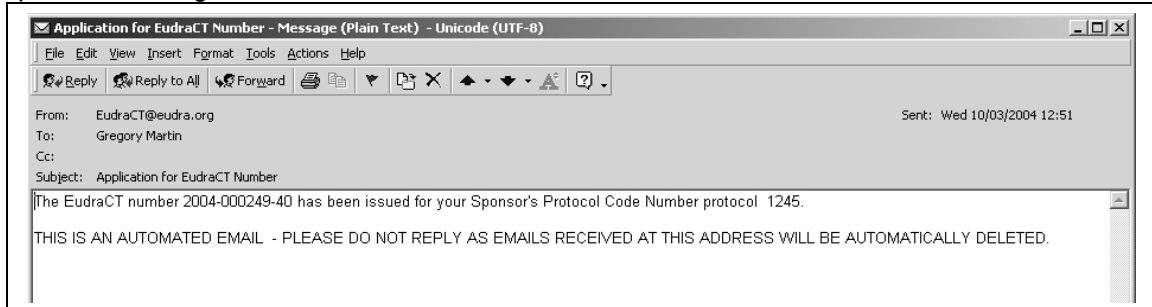 Application for EudraCT Number - Message (Plain Text) - Unicode (UTF-8)
File Edit View Insert Format Tools Actions Help
Reply Reply to All Forward
From: EudraCT@eudra.org Sent: Wed 10/03/2004 12:51
To: Gregory Martin
Cc:
Subject: Application for EudraCT Number
The EudraCT number 2004-000249-40 has been issued for your Sponsor's Protocol Code Number protocol 1245.
THIS IS AN AUTOMATED EMAIL - PLEASE DO NOT REPLY AS EMAILS RECEIVED AT THIS ADDRESS WILL BE AUTOMATICALLY DELETED.